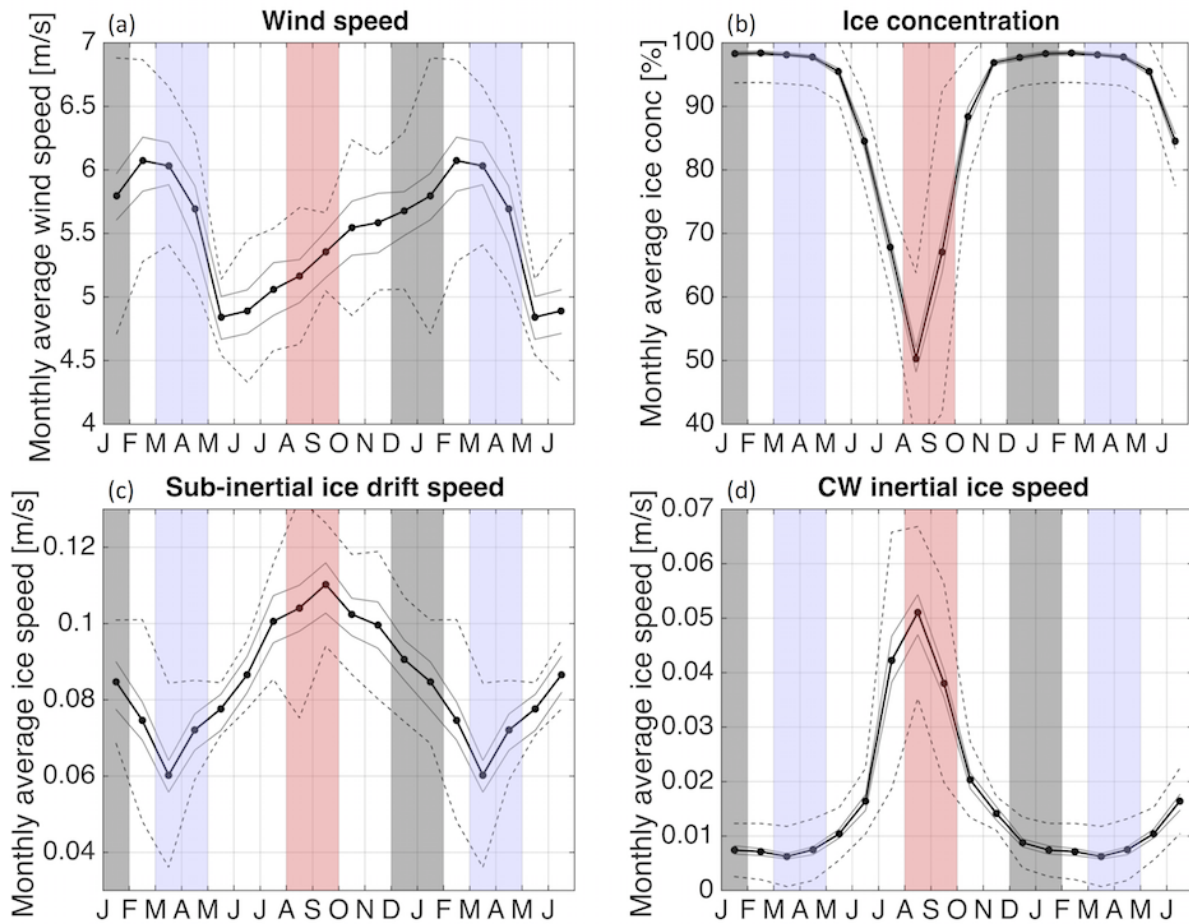 (a) Wind speed
Monthly average wind speed [m/s]
7
6.5
6
5.5
5
4.5
4
J F M A M J J A S O N D J F M A M J
(b) Ice concentration
Monthly average ice conc [%]
100
90
80
70
60
50
40
J F M A M J J A S O N D J F M A M J
(c) Sub-inertial ice drift speed
Monthly average ice speed [m/s]
0.12
0.1
0.08
0.06
0.04
J F M A M J J A S O N D J F M A M J
(d) CW inertial ice speed
Monthly average ice speed [m/s]
0.07
0.06
0.05
0.04
0.03
0.02
0.01
0
J F M A M J J A S O N D J F M A M J